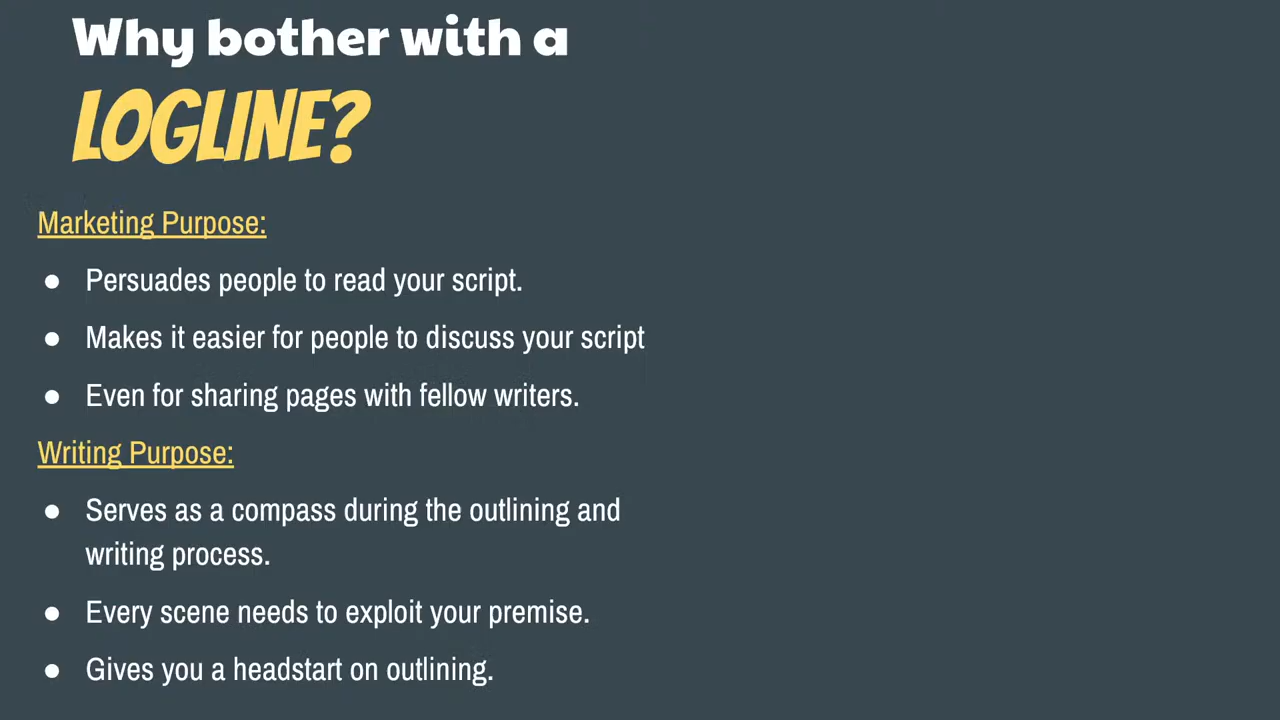 Why bother with a
LOGLINE?
Marketing Purpose:
● Persuades people to read your script.
● Makes it easier for people to discuss your script
● Even for sharing pages with fellow writers.
Writing Purpose:
● Serves as a compass during the outlining and
writing process.
● Every scene needs to exploit your premise.
● Gives you a headstart on outlining.